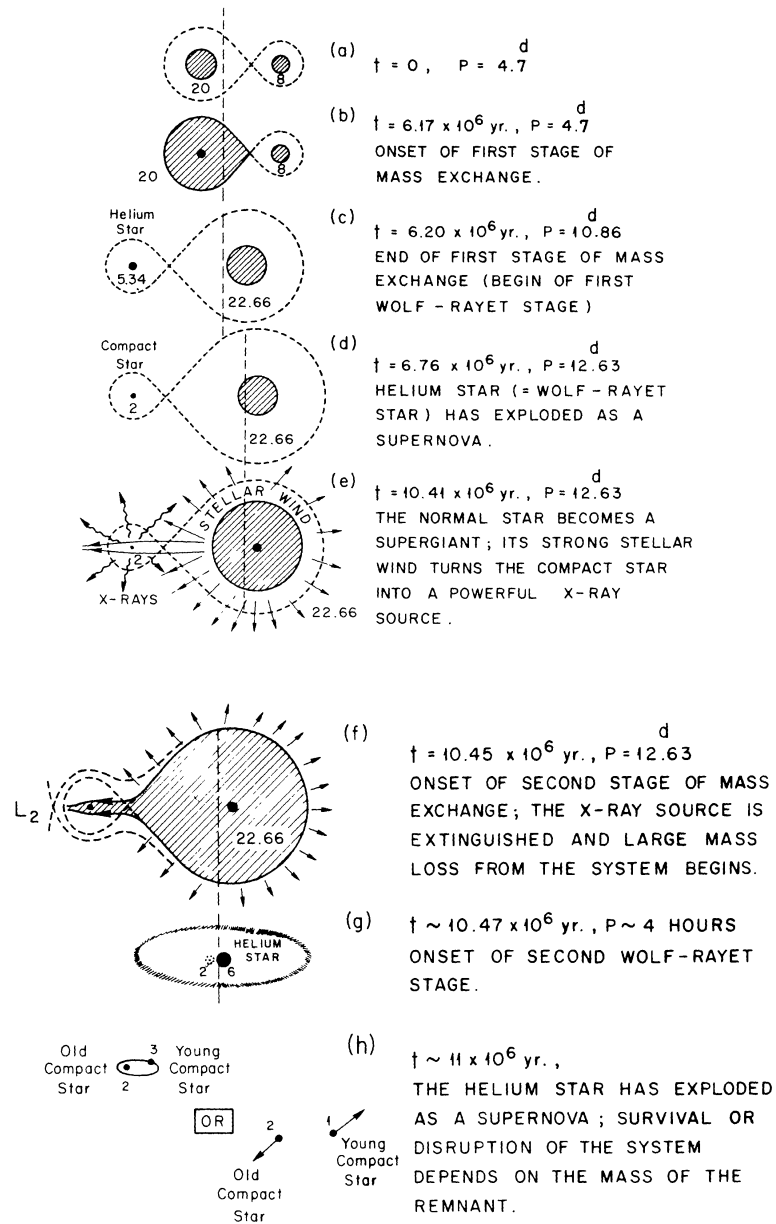 (a) t = 0 , P = 4.7ᵈ
20
8
(b) t = 6.17 x 10⁶ yr. , P = 4.7ᵈ
ONSET OF FIRST STAGE OF
MASS EXCHANGE.
20
8
Helium
Star
5.34
22.66
(c) t = 6.20 x 10⁶ yr. , P = 10.86ᵈ
END OF FIRST STAGE OF MASS
EXCHANGE (BEGIN OF FIRST
WOLF - RAYET STAGE)
Compact
Star
2
22.66
(d) t = 6.76 x 10⁶ yr. , P = 12.63ᵈ
HELIUM STAR (= WOLF-RAYET
STAR) HAS EXPLODED AS A
SUPERNOVA.
(e) t = 10.41 x 10⁶ yr. , P = 12.63ᵈ
THE NORMAL STAR BECOMES A
SUPERGIANT ; ITS STRONG STELLAR
WIND TURNS THE COMPACT STAR
INTO A POWERFUL X-RAY
SOURCE .
STELLAR WIND
2
X-RAYS
22.66
(f) t = 10.45 x 10⁶ yr. , P = 12.63ᵈ
ONSET OF SECOND STAGE OF MASS
EXCHANGE; THE X-RAY SOURCE IS
EXTINGUISHED AND LARGE MASS
LOSS FROM THE SYSTEM BEGINS.
L₂
22.66
(g) t ~ 10.47 x 10⁶ yr. , P ~ 4 HOURS
ONSET OF SECOND WOLF-RAYET
STAGE.
HELIUM
STAR
2 6
(h) t ~ 11 x 10⁶ yr. ,
THE HELIUM STAR HAS EXPLODED
AS A SUPERNOVA ; SURVIVAL OR
DISRUPTION OF THE SYSTEM
DEPENDS ON THE MASS OF THE
REMNANT.
Old
Compact
Star
2
3
Young
Compact
Star
OR
2
Old
Compact
Star
1
Young
Compact
Star